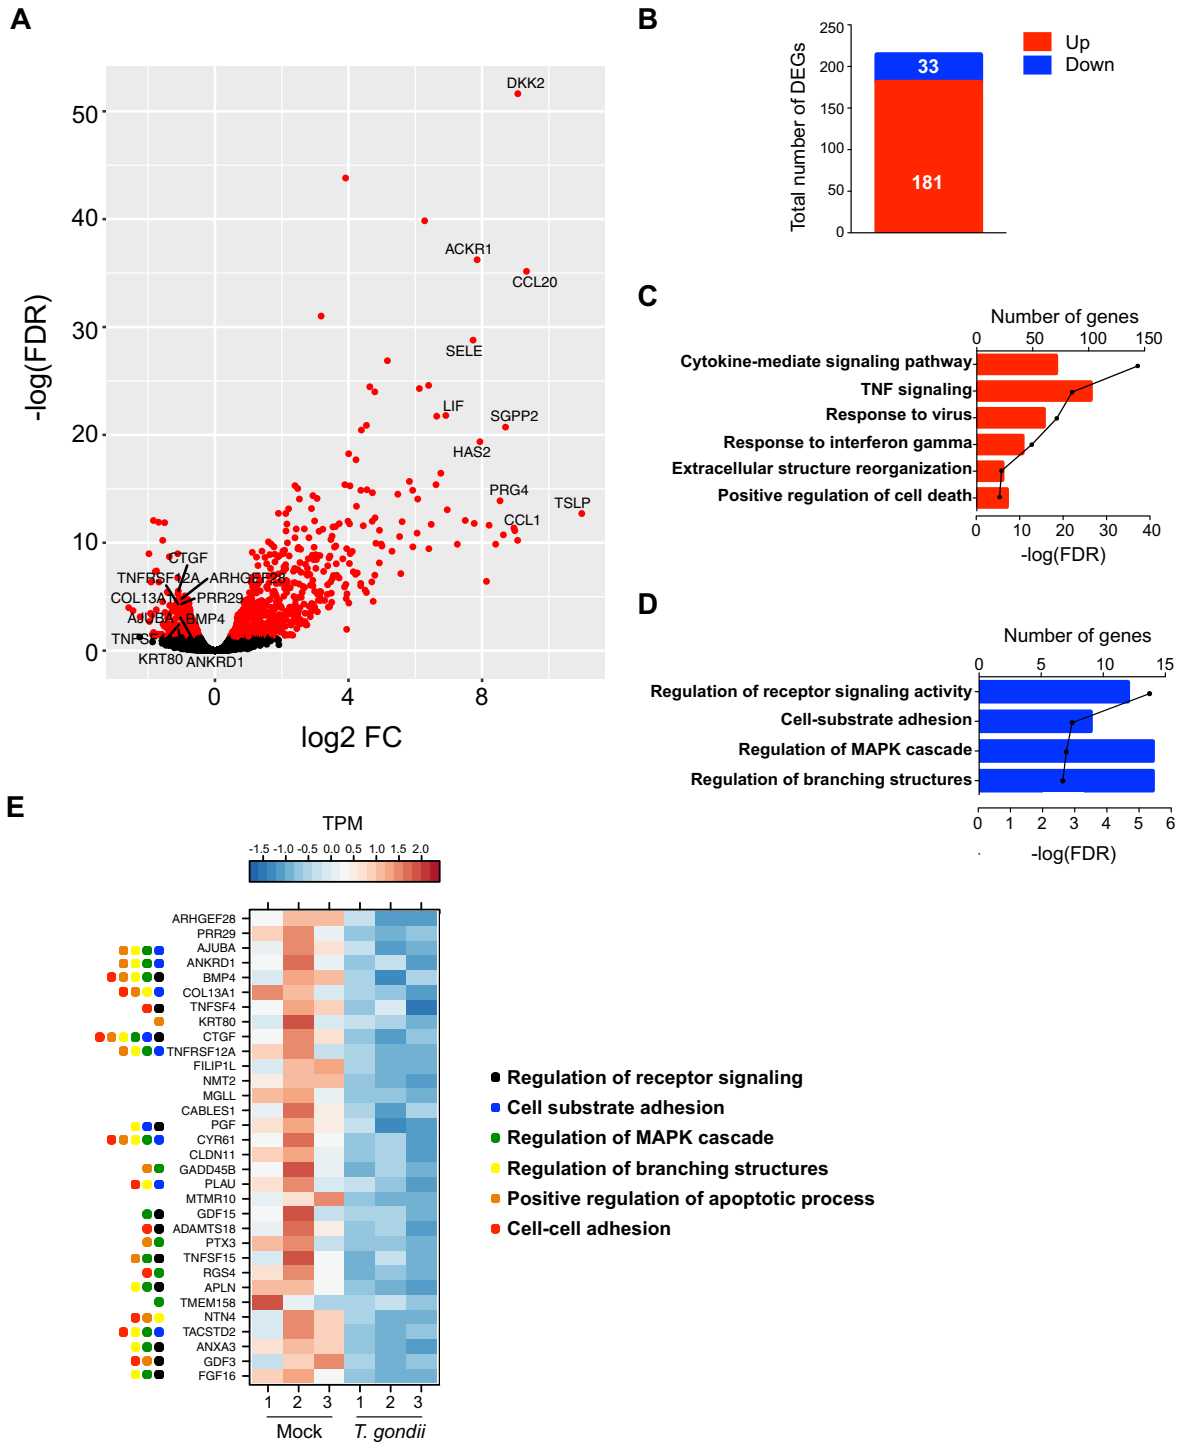 A
-log(FDR)
50
40
30
20
10
0
0
4
8
log2 FC
DKK2
ACKR1
CCL20
SELE
LIF
SGPP2
HAS2
PRG4
TSLP
CCL1
CTGF
TNFRSF12A
ARHGEF28
COL13A1
PRR29
AJUBA
BMP4
TNFSF4
KRT80
ANKRD1
B
Total number of DEGs
250
200
150
100
50
0
33
181
Up
Down
C
Number of genes
0 50 100 150
Cytokine-mediate signaling pathway
TNF signaling
Response to virus
Response to interferon gamma
Extracellular structure reorganization
Positive regulation of cell death
0 10 20 30 40
-log(FDR)
D
Number of genes
0 5 10 15
Regulation of receptor signaling activity
Cell-substrate adhesion
Regulation of MAPK cascade
Regulation of branching structures
0 1 2 3 4 5 6
-log(FDR)
E
TPM
-1.5 -1.0 -0.5 0.0 0.5 1.0 1.5 2.0
ARHGEF28
PRR29
AJUBA
ANKRD1
BMP4
COL13A1
TNFSF4
KRT80
CTGF
TNFRSF12A
FILIP1L
NMT2
MGLL
CABLES1
PGF
CYR61
CLDN11
GADD45B
PLAU
MTMR10
GDF15
ADAMTS18
PTX3
TNFSF15
RGS4
APLN
TMEM158
NTN4
TACSTD2
ANXA3
GDF3
FGF16
1 2 3 1 2 3
Mock T. gondii
Regulation of receptor signaling
Cell substrate adhesion
Regulation of MAPK cascade
Regulation of branching structures
Positive regulation of apoptotic process
Cell-cell adhesion